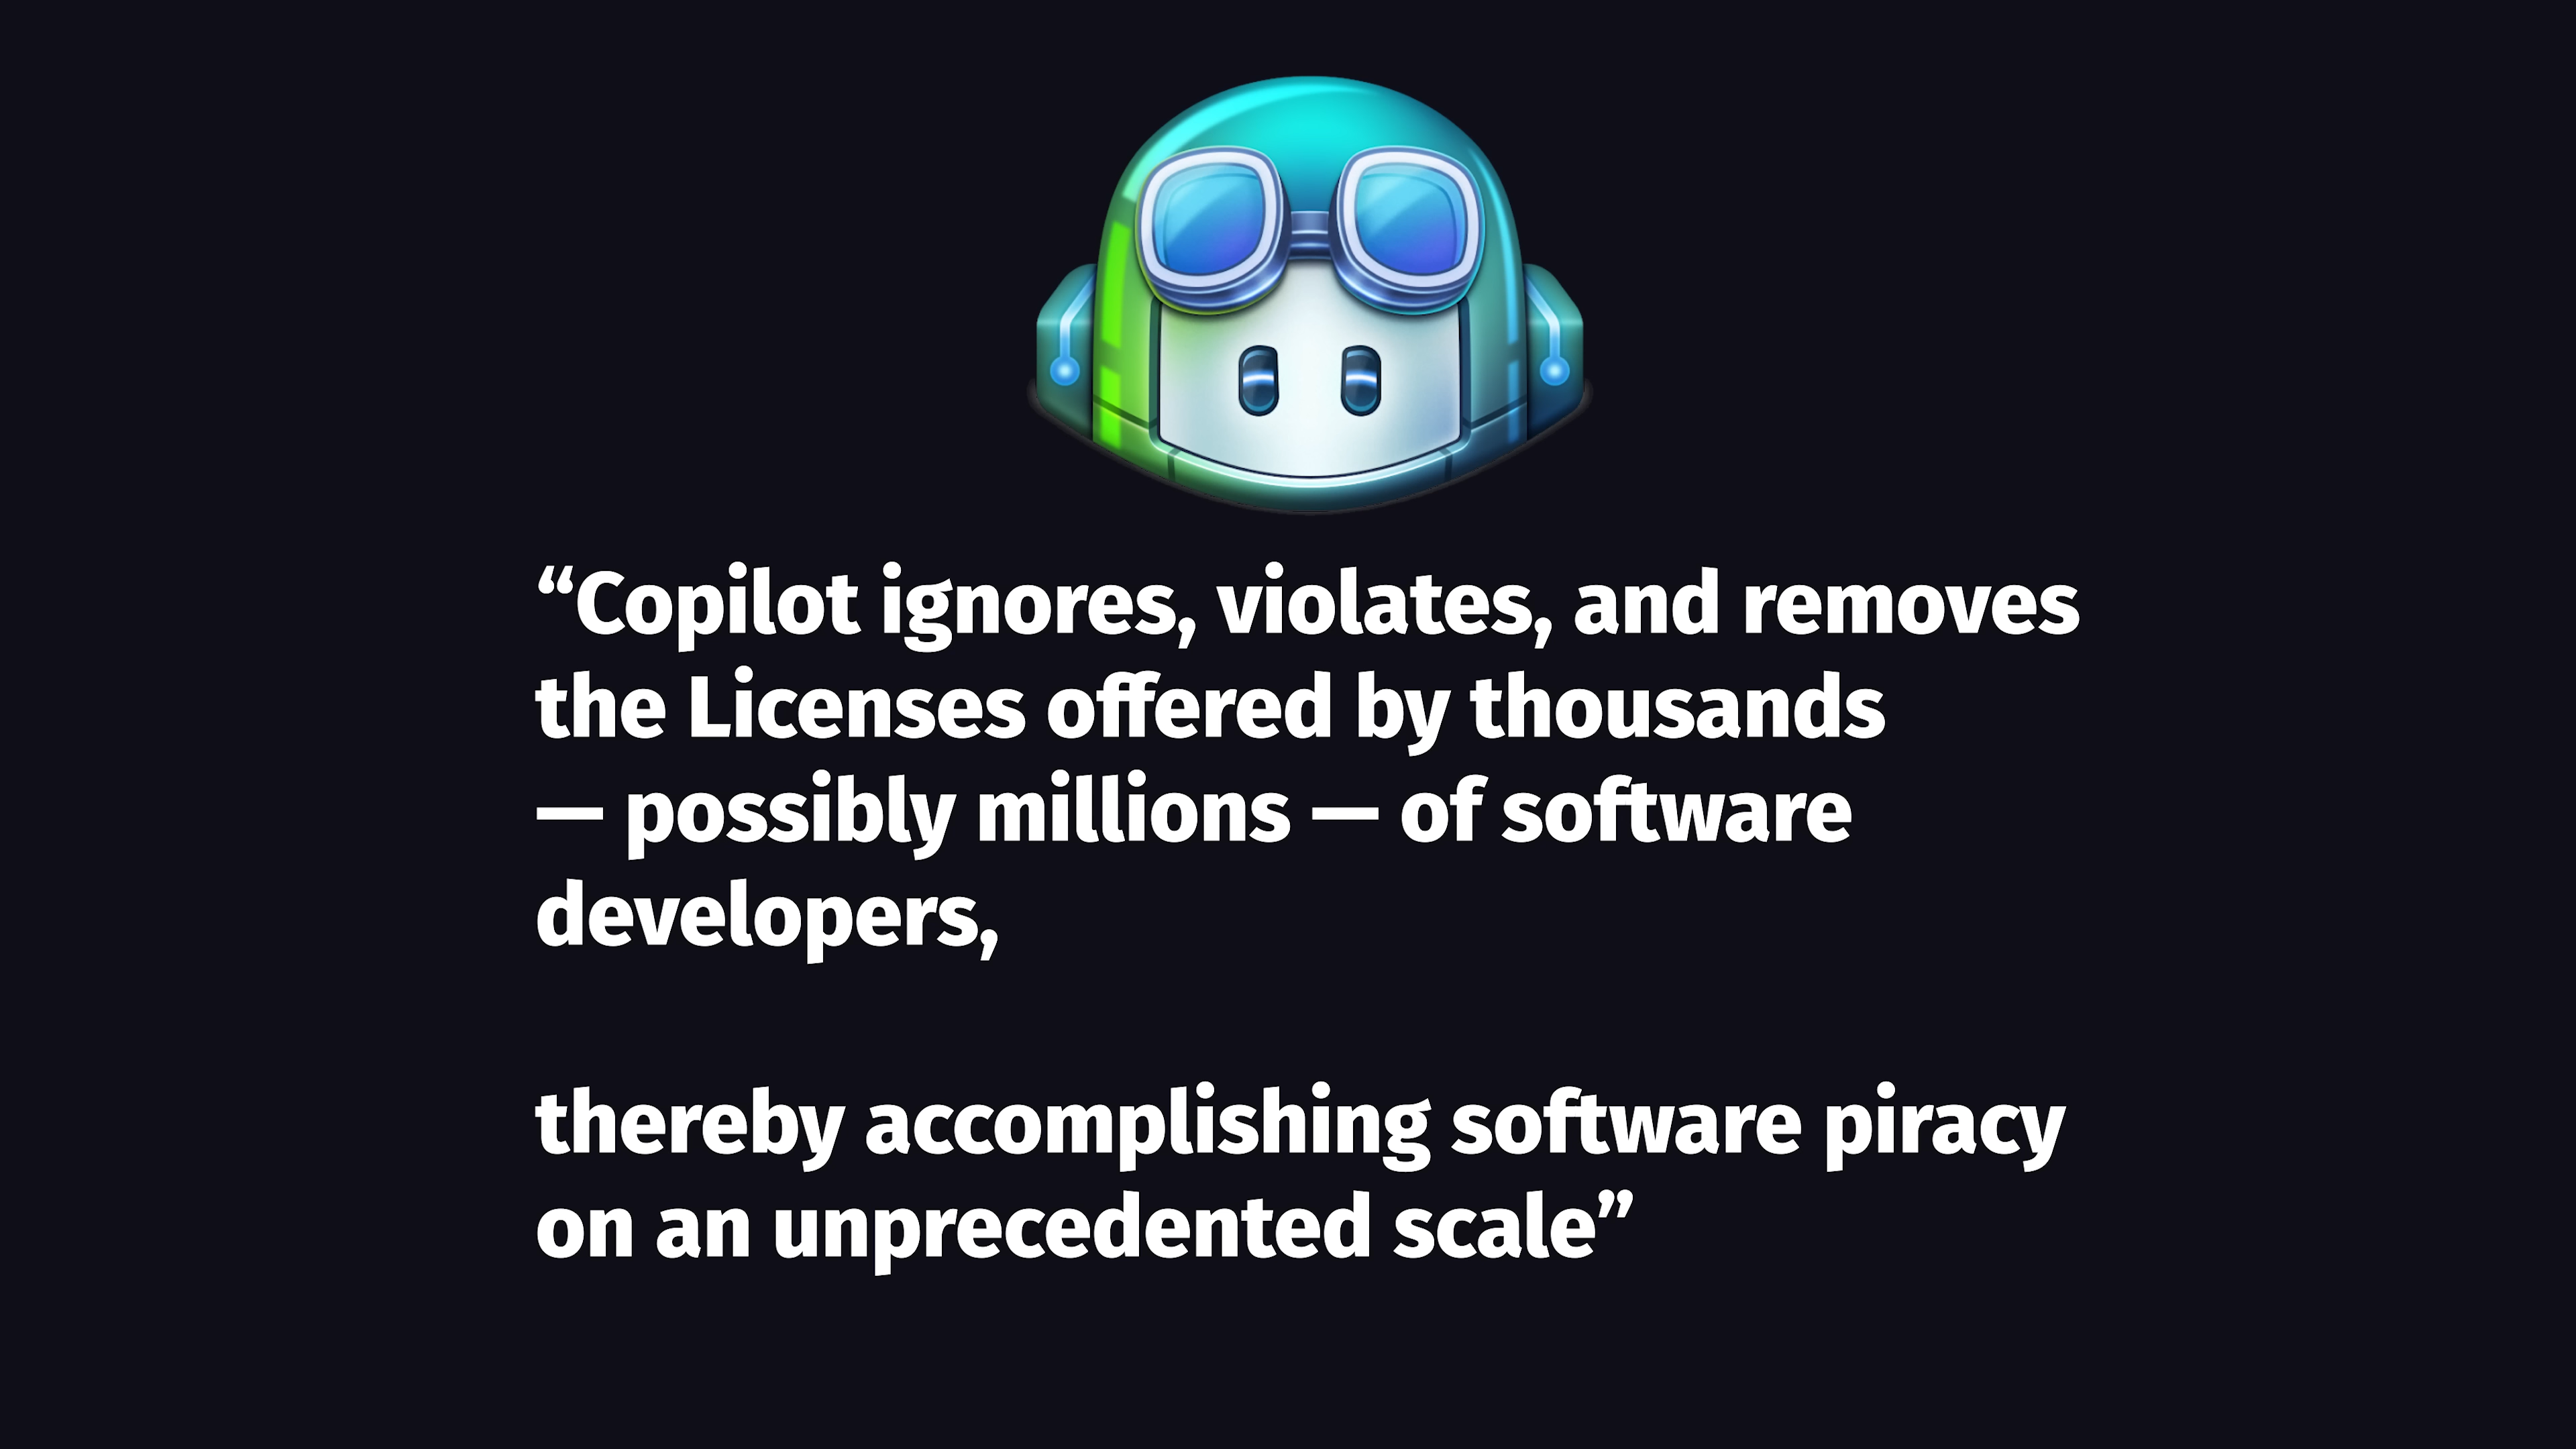 “Copilot ignores, violates, and removes
the Licenses offered by thousands
— possibly millions — of software
developers,
thereby accomplishing software piracy
on an unprecedented scale”